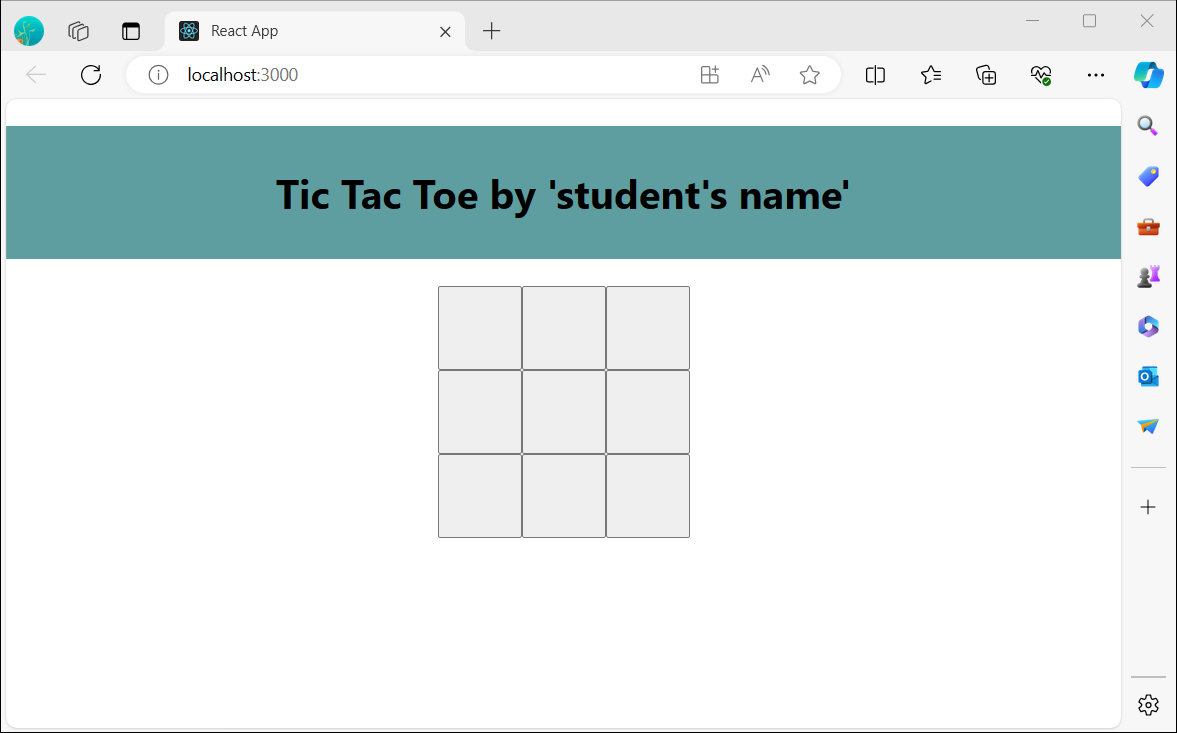 React App
localhost:3000
Tic Tac Toe by 'student's name'